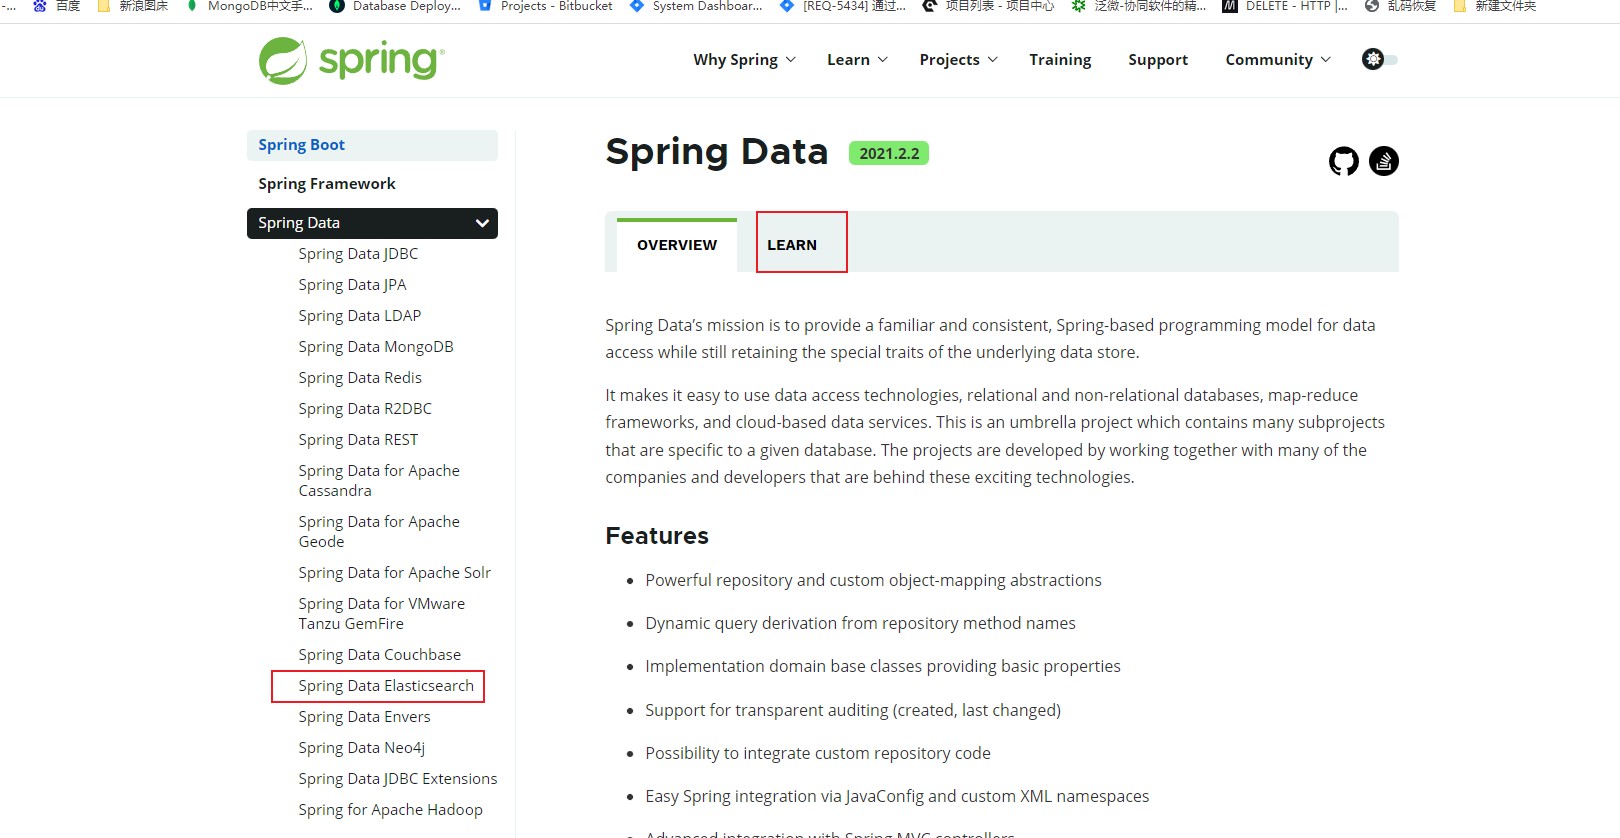 -...
百度
新浪图床
MongoDB中文手...
Database Deploy...
Projects - Bitbucket
System Dashboar...
[REQ-5434] 通过...
项目列表 - 项目中心
泛微-协同软件的精...
DELETE - HTTP |...
乱码恢复
新建文件夹
spring
Why Spring
Learn
Projects
Training
Support
Community
Spring Boot
Spring Framework
Spring Data
Spring Data JDBC
Spring Data JPA
Spring Data LDAP
Spring Data MongoDB
Spring Data Redis
Spring Data R2DBC
Spring Data REST
Spring Data for Apache
Cassandra
Spring Data for Apache
Geode
Spring Data for Apache Solr
Spring Data for VMware
Tanzu GemFire
Spring Data Couchbase
Spring Data Elasticsearch
Spring Data Envers
Spring Data Neo4j
Spring Data JDBC Extensions
Spring for Apache Hadoop
Spring Data 2021.2.2
OVERVIEW
LEARN
Spring Data’s mission is to provide a familiar and consistent, Spring-based programming model for data
access while still retaining the special traits of the underlying data store.
It makes it easy to use data access technologies, relational and non-relational databases, map-reduce
frameworks, and cloud-based data services. This is an umbrella project which contains many subprojects
that are specific to a given database. The projects are developed by working together with many of the
companies and developers that are behind these exciting technologies.
Features
• Powerful repository and custom object-mapping abstractions
• Dynamic query derivation from repository method names
• Implementation domain base classes providing basic properties
• Support for transparent auditing (created, last changed)
• Possibility to integrate custom repository code
• Easy Spring integration via JavaConfig and custom XML namespaces
• Advanced integration with Spring MVC controllers